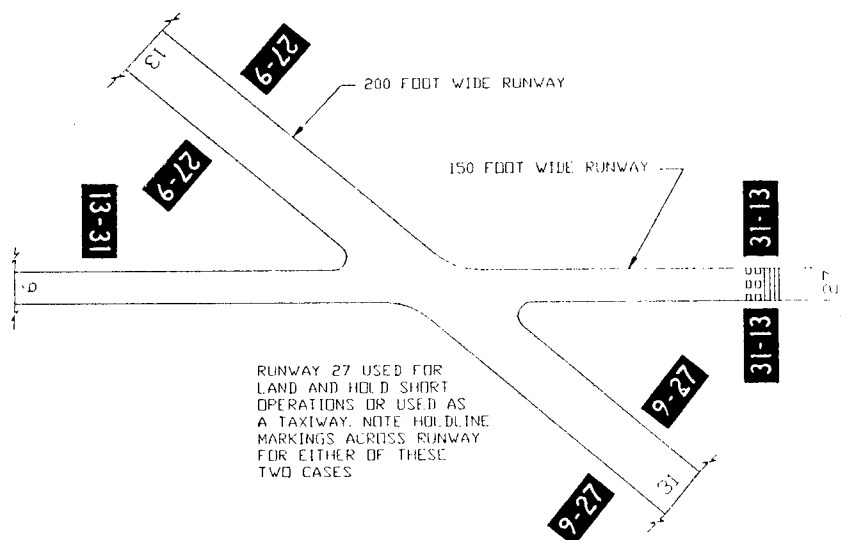 13
27-9
200 FOOT WIDE RUNWAY
27-9
150 FOOT WIDE RUNWAY
13-31
31-13
9
27
31-13
RUNWAY 27 USED FOR
LAND AND HOLD SHORT
OPERATIONS OR USED AS
A TAXIWAY. NOTE HOLDLINE
MARKINGS ACROSS RUNWAY
FOR EITHER OF THESE
TWO CASES
9-27
31
9-27